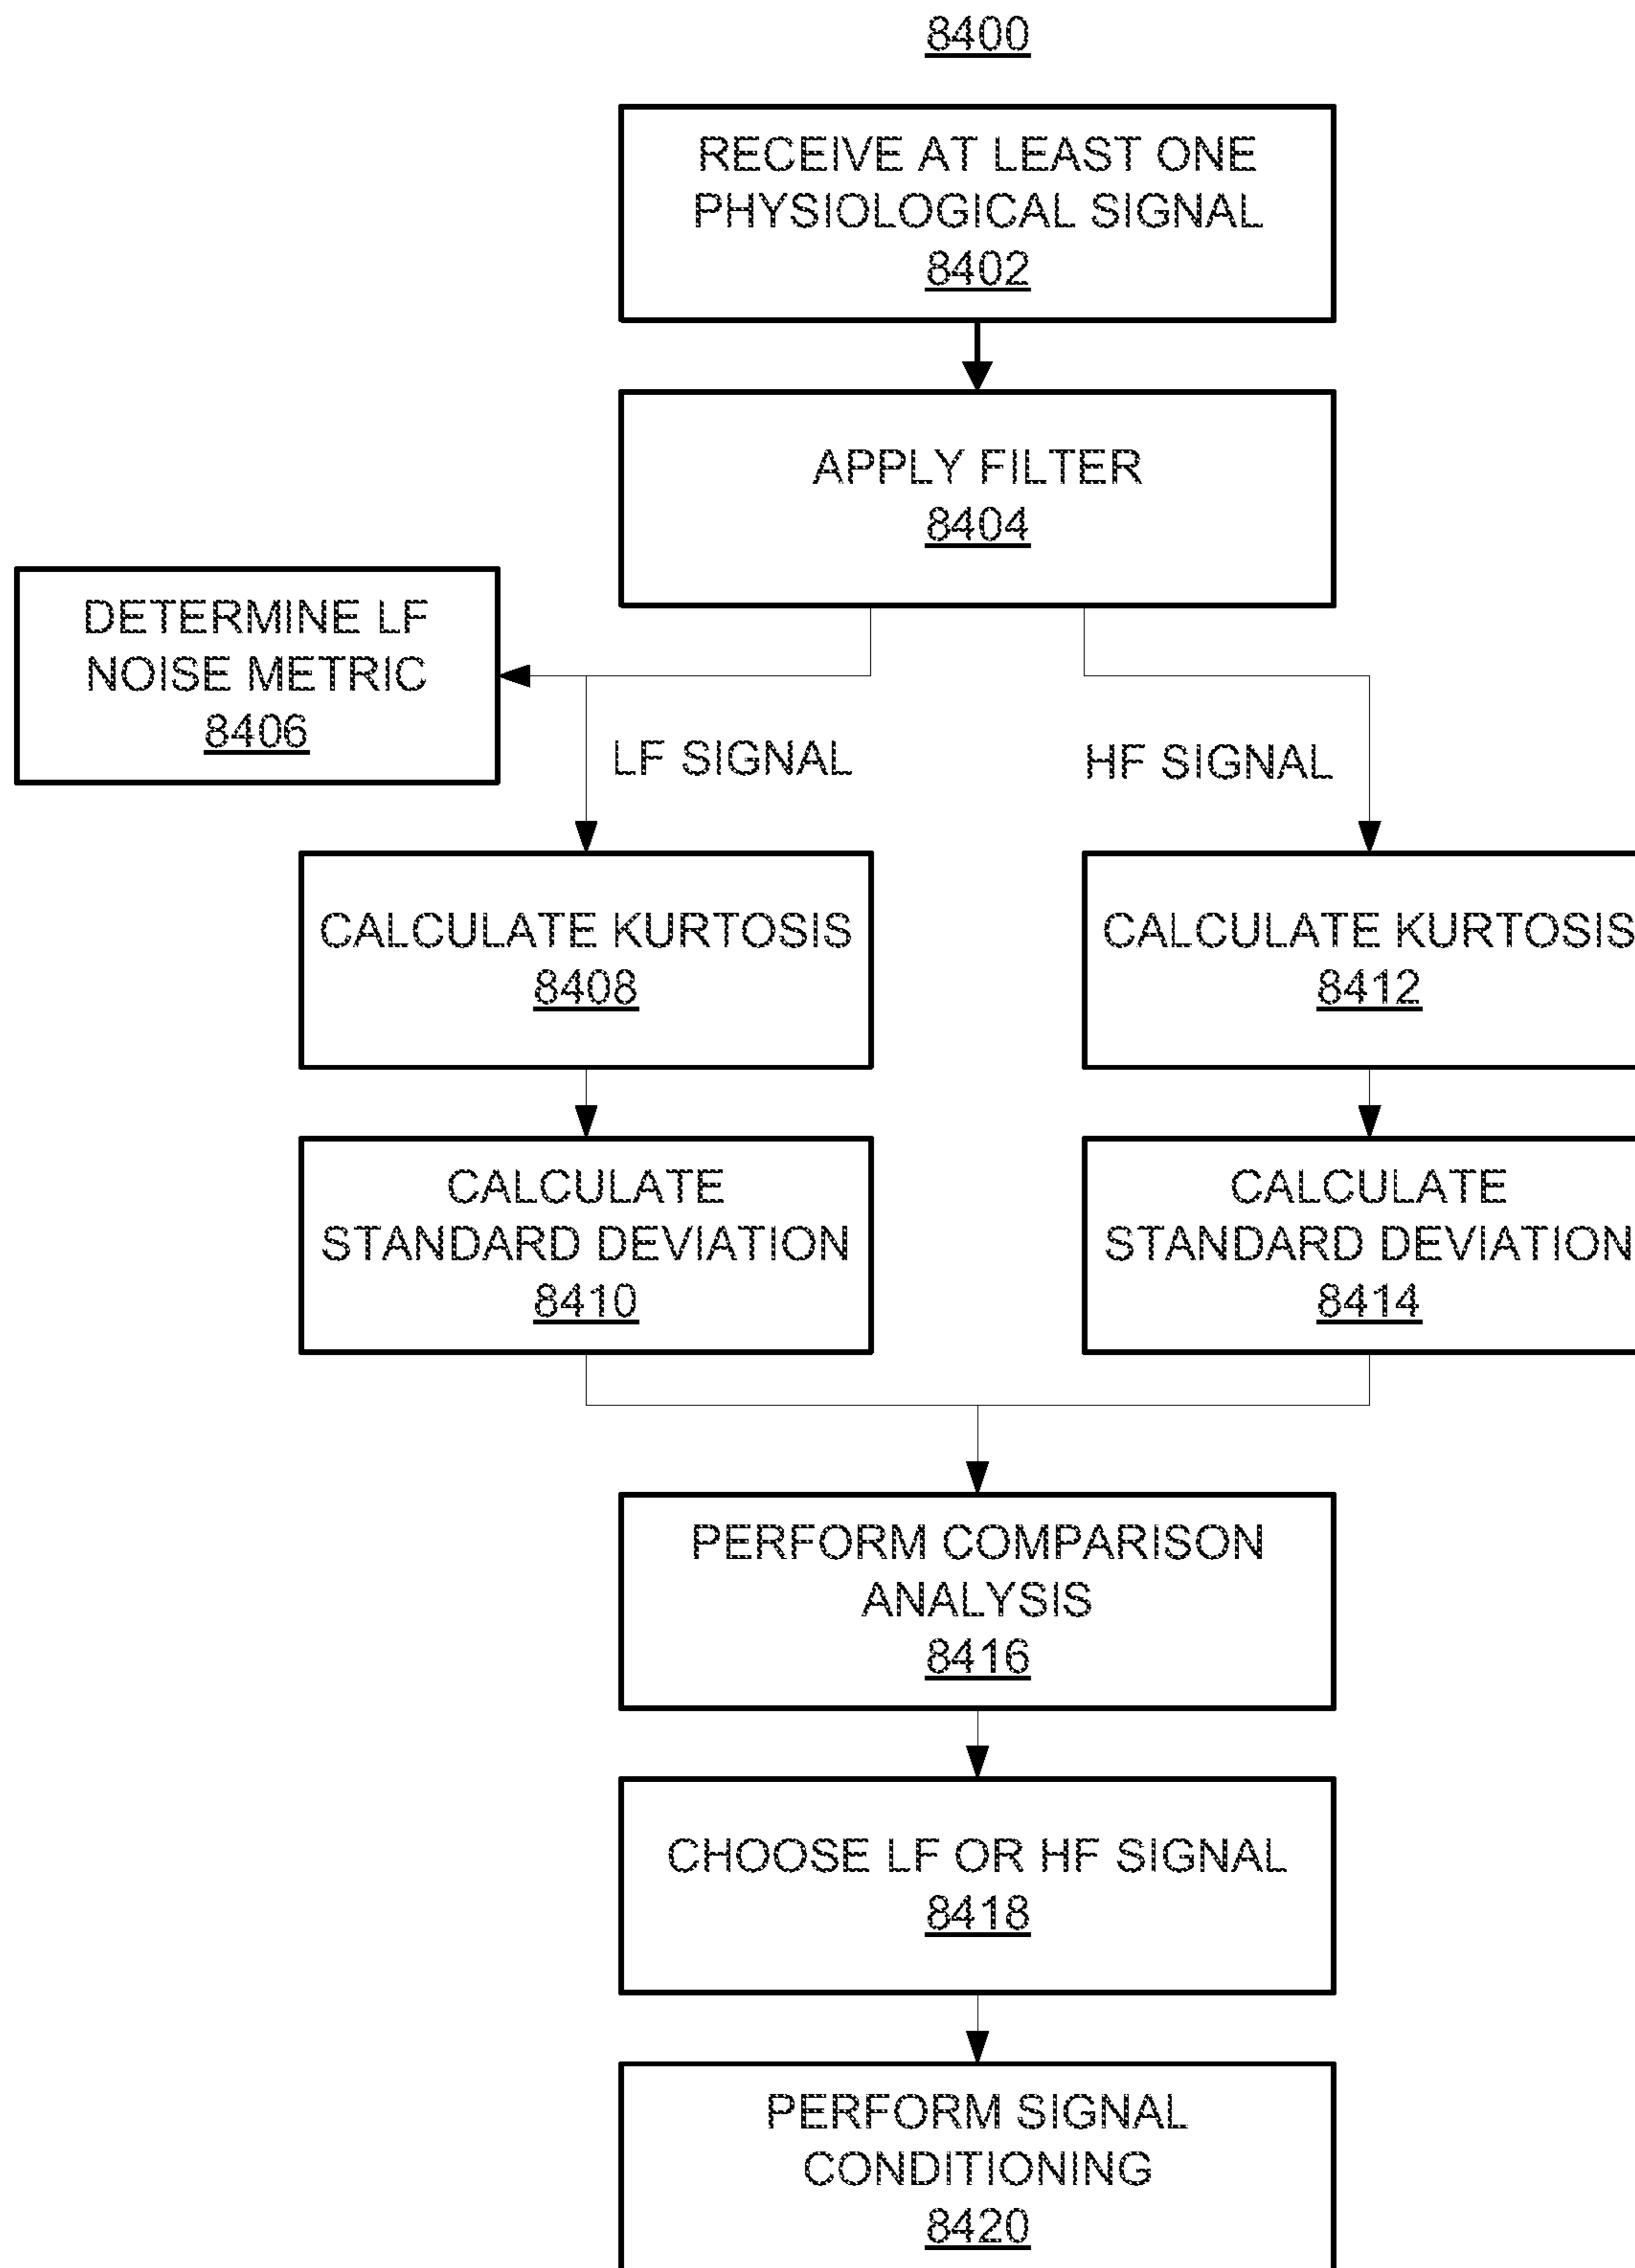 8400
RECEIVE AT LEAST ONE
PHYSIOLOGICAL SIGNAL
8402
APPLY FILTER
8404
DETERMINE LF
NOISE METRIC
8406
LF SIGNAL
HF SIGNAL
CALCULATE KURTOSIS
8408
CALCULATE KURTOSIS
8412
CALCULATE
STANDARD DEVIATION
8410
CALCULATE
STANDARD DEVIATION
8414
PERFORM COMPARISON
ANALYSIS
8416
CHOOSE LF OR HF SIGNAL
8418
PERFORM SIGNAL
CONDITIONING
8420